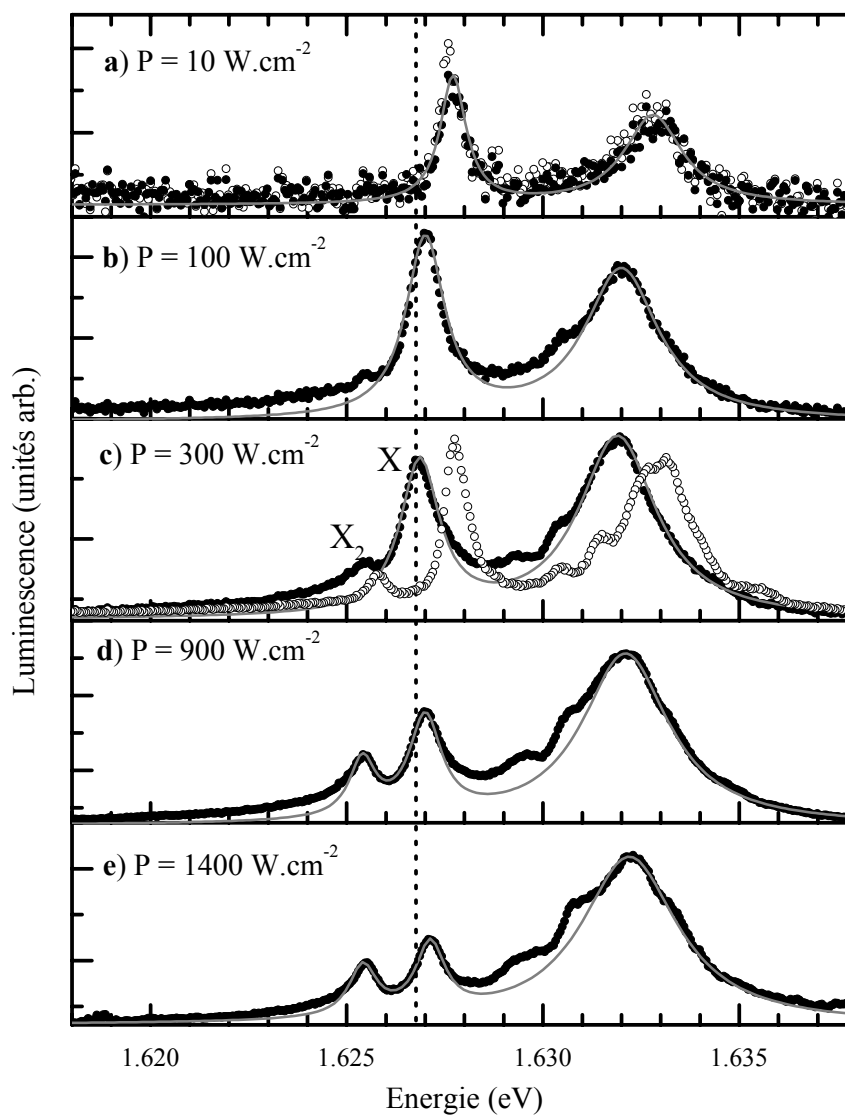 a) P = 10 W.cm-2
b) P = 100 W.cm-2
c) P = 300 W.cm-2
X
X2
d) P = 900 W.cm-2
e) P = 1400 W.cm-2
Luminescence (unités arb.)
1.620 1.625 1.630 1.635
Energie (eV)